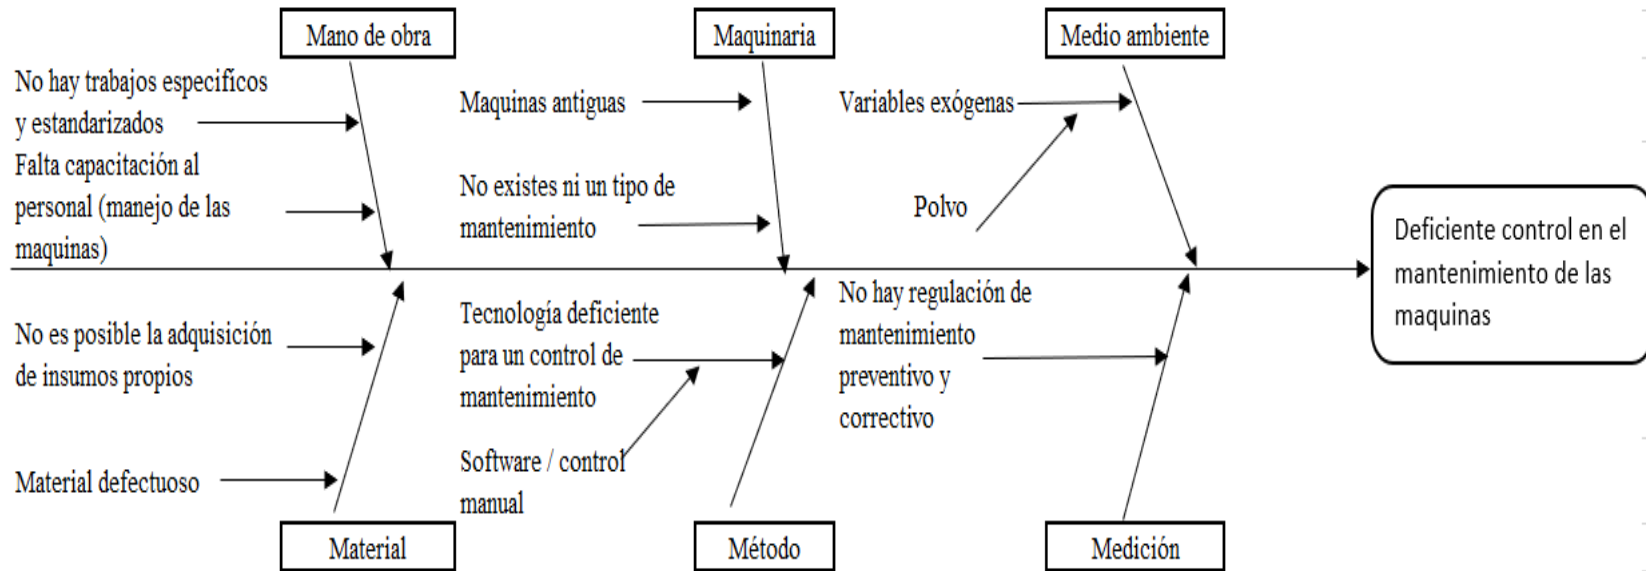 Mano de obra
Maquinaria
Medio ambiente
No hay trabajos especifícos
y estandarizados
Falta capacitación al
personal (manejo de las
maquinas)
Maquinas antiguas
No existes ni un tipo de
mantenimiento
Variables exógenas
Polvo
Deficiente control en el
mantenimiento de las
maquinas
No es posible la adquisición
de insumos propios
Material defectuoso
Tecnología deficiente
para un control de
mantenimiento
Software / control
manual
No hay regulación de
mantenimiento
preventivo y
correctivo
Material
Método
Medición